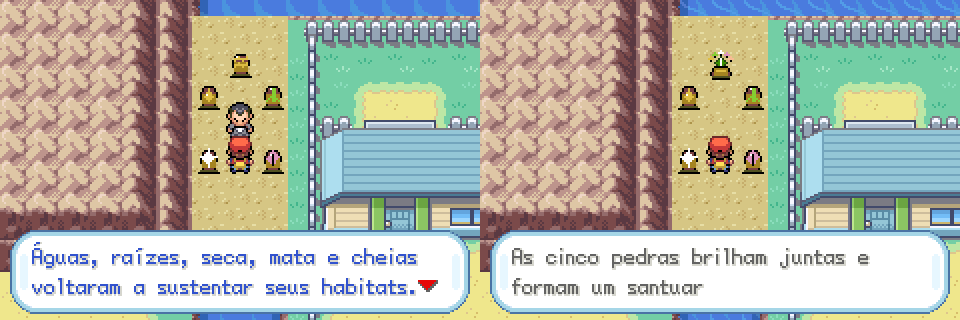 Águas, raízes, seca, mata e cheias
voltaram a sustentar seus habitats.
As cinco pedras brilham juntas e
formam um santuar